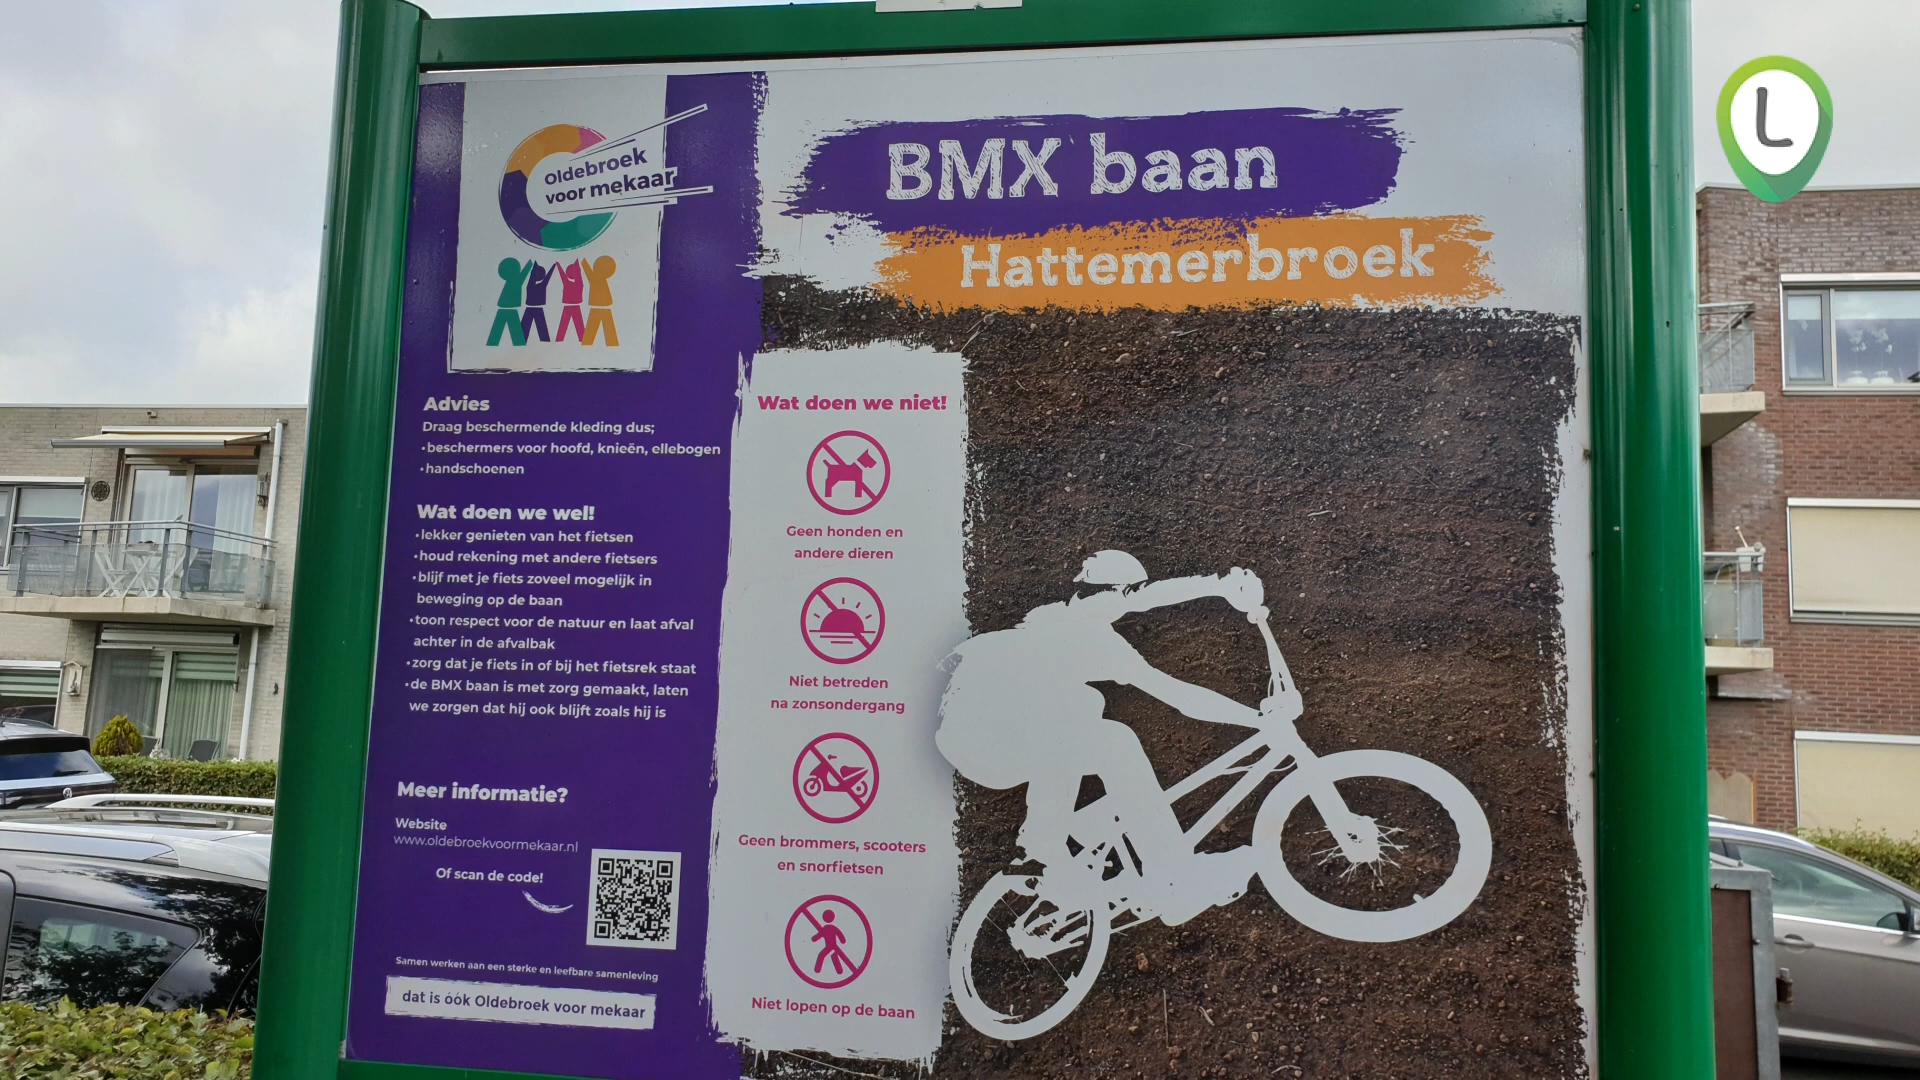 Oldebroek
voor mekaar
BMX baan
Hattemerbroek
Advies
Draag beschermende kleding dus;
•beschermers voor hoofd, knieën, ellebogen
•handschoenen
Wat doen we wel!
•lekker genieten van het fietsen
•houd rekening met andere fietsers
•blijf met je fiets zoveel mogelijk in
beweging op de baan
•toon respect voor de natuur en laat afval
achter in de afvalbak
•zorg dat je fiets in of bij het fietsrek staat
•de BMX baan is met zorg gemaakt, laten
we zorgen dat hij ook blijft zoals hij is
Meer informatie?
Website
www.oldebroekvoormekaar.nl
Of scan de code!
Samen werken aan een sterke en leefbare samenleving
dat is óók Oldebroek voor mekaar
Wat doen we niet!
Geen honden en
andere dieren
Niet betreden
na zonsondergang
Geen brommers, scooters
en snorfietsen
Niet lopen op de baan
L